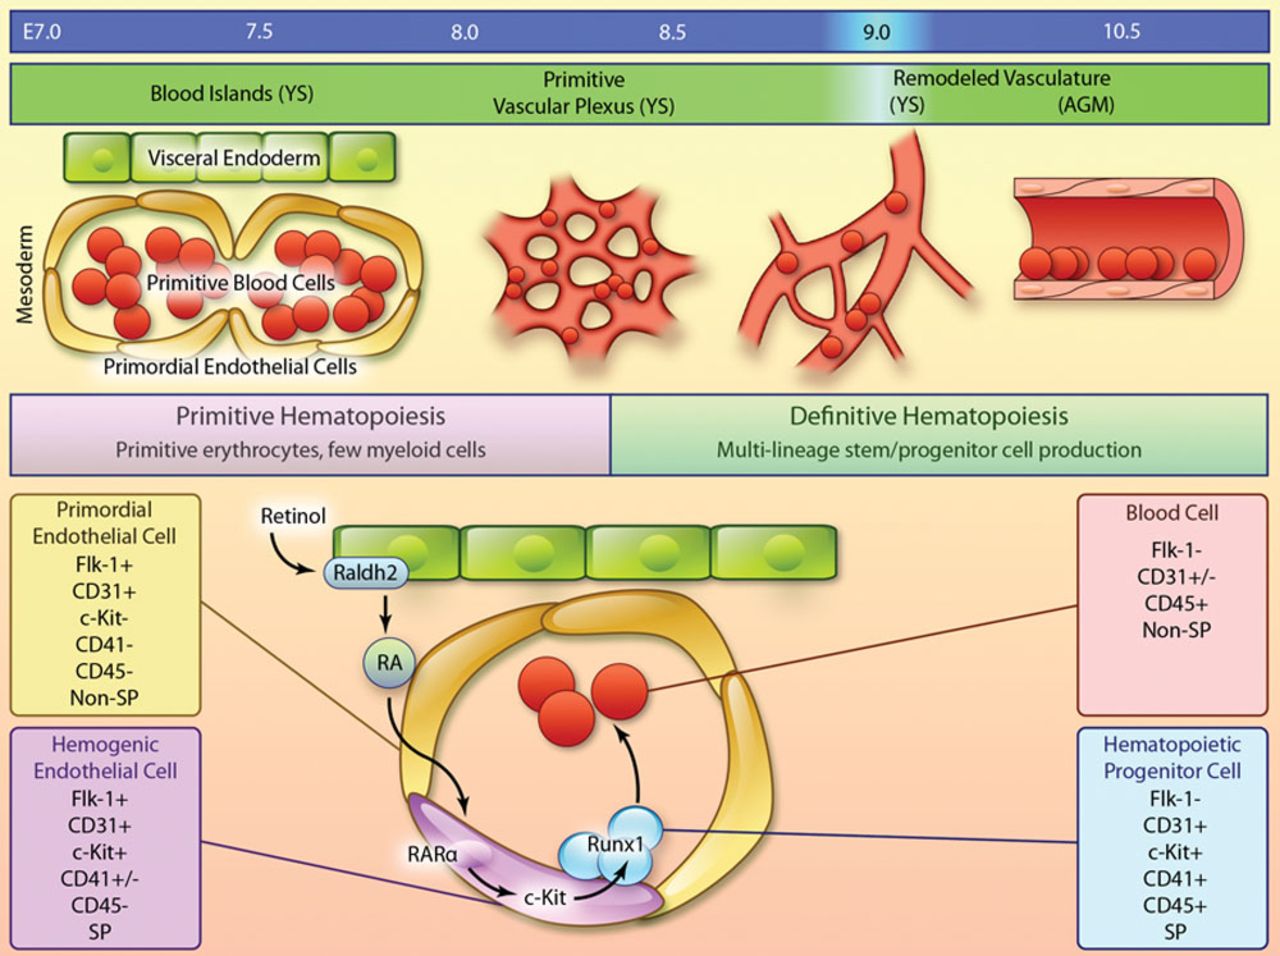 E7.0 7.5 8.0 8.5 9.0 10.5
Blood Islands (YS)
Primitive
Vascular Plexus (YS)
Remodeled Vasculature
(YS) (AGM)
Visceral Endoderm
Mesoderm
Primitive Blood Cells
Primordial Endothelial Cells
Primitive Hematopoiesis
Primitive erythrocytes, few myeloid cells
Definitive Hematopoiesis
Multi-lineage stem/progenitor cell production
Primordial
Endothelial Cell
Flk-1+
CD31+
c-Kit-
CD41-
CD45-
Non-SP
Hemogenic
Endothelial Cell
Flk-1+
CD31+
c-Kit+
CD41+/-
CD45-
SP
Retinol
Raldh2
RA
RARα
c-Kit
Runx1
Blood Cell
Flk-1-
CD31+/-
CD45+
Non-SP
Hematopoietic
Progenitor Cell
Flk-1-
CD31+
c-Kit+
CD41+
CD45+
SP